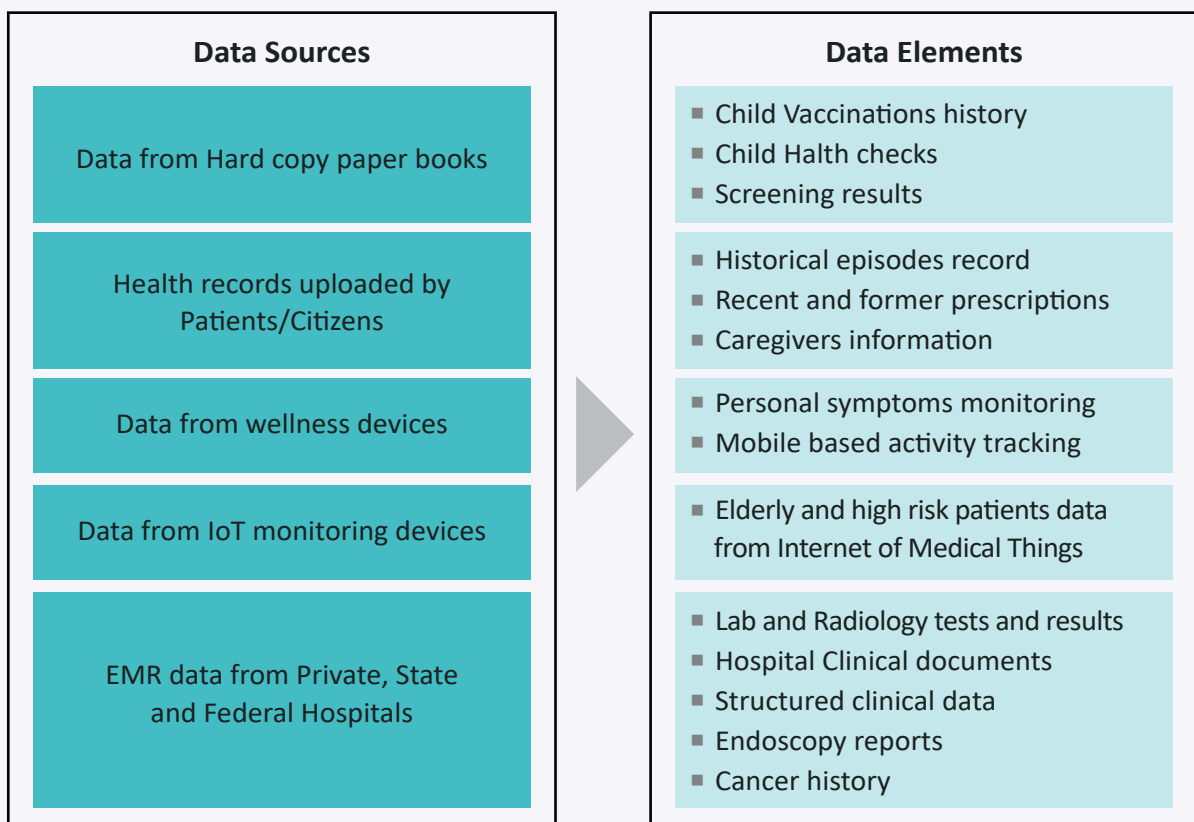 Data Sources
Data from Hard copy paper books
Health records uploaded by
Patients/Citizens
Data from wellness devices
Data from IoT monitoring devices
EMR data from Private, State
and Federal Hospitals
Data Elements
Child Vaccinations history
Child Halth checks
Screening results
Historical episodes record
Recent and former prescriptions
Caregivers information
Personal symptoms monitoring
Mobile based activity tracking
Elderly and high risk patients data
from Internet of Medical Things
Lab and Radiology tests and results
Hospital Clinical documents
Structured clinical data
Endoscopy reports
Cancer history